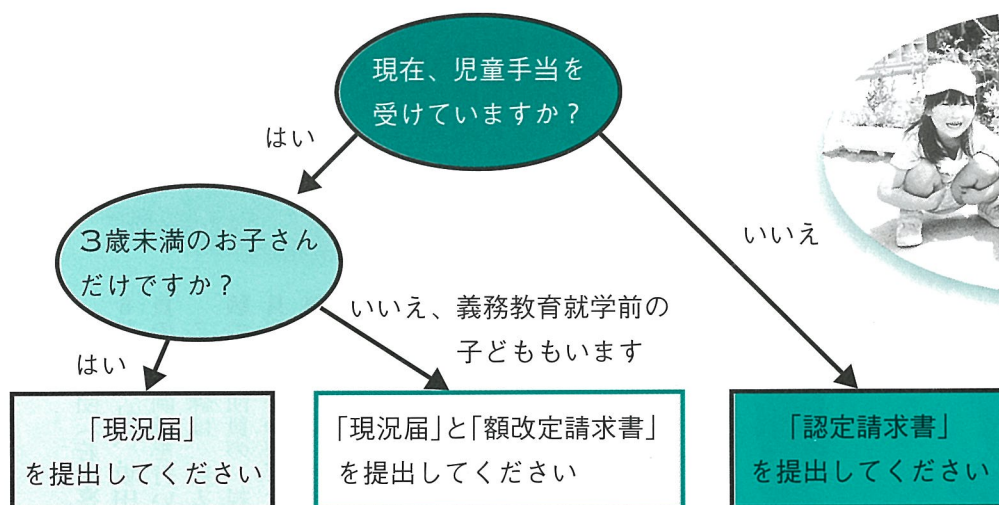 現在、児童手当を
受けていますか？
はい
いいえ
3歳未満のお子さん
だけですか？
はい
いいえ、義務教育就学前の
子どももいます
「現況届」
を提出してください
「現況届」と「額改定請求書」
を提出してください
「認定請求書」
を提出してください